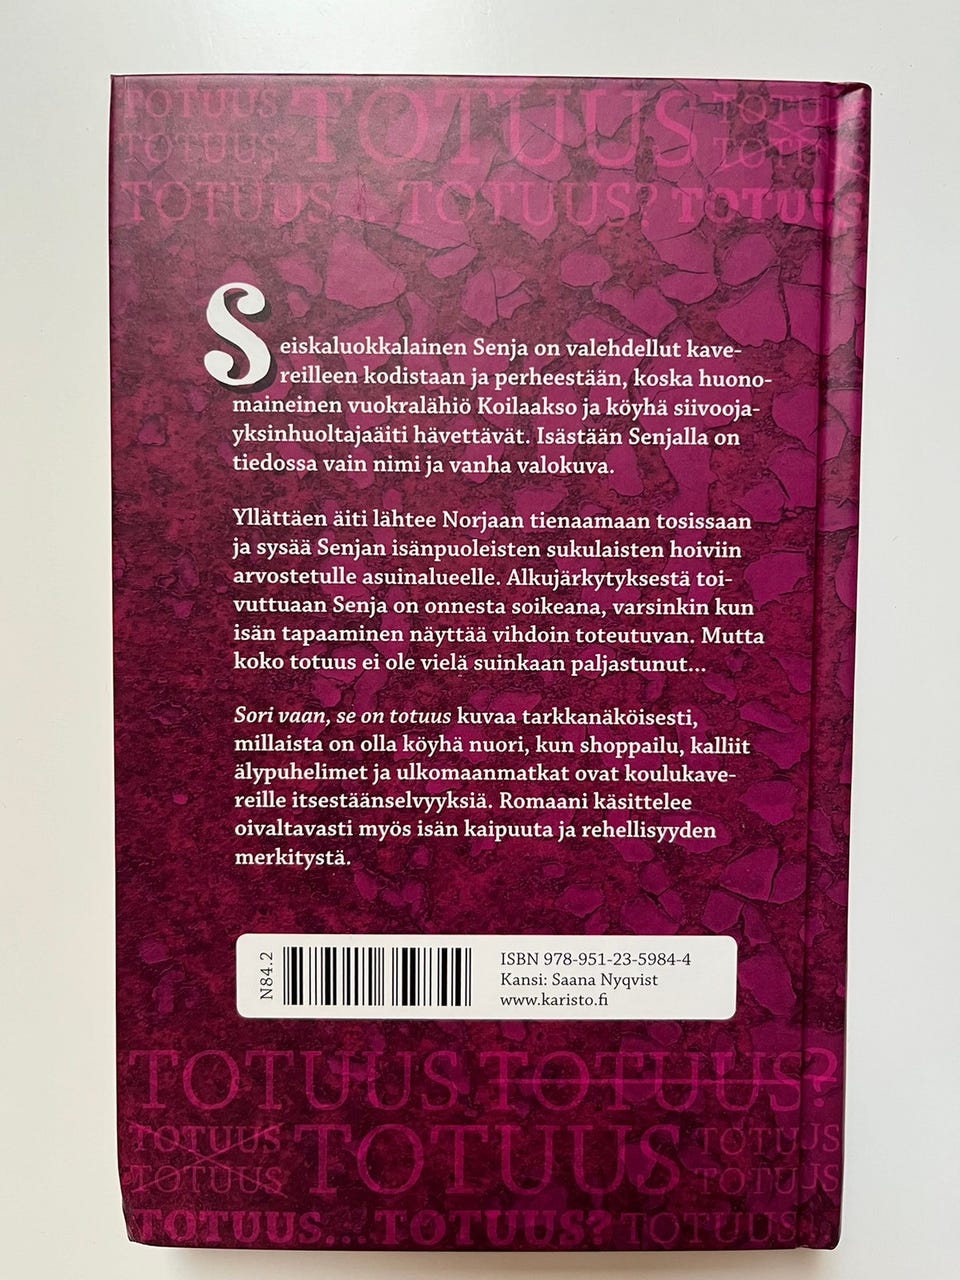 TOTUUS TOTUUS TOTUUS
TOTUUS TOTUUS
TOTUUS... TOTUUS? TOTUUS
Seiskaluokkalainen Senja on valehdellut kave-
reilleen kodistaan ja perheestään, koska huono-
maineinen vuokralähiö Koilaakso ja köyhä siivooja-
yksinhuoltajaäiti hävettävät. Isästään Senjalla on
tiedossa vain nimi ja vanha valokuva.
Yllättäen äiti lähtee Norjaan tienaamaan tosissaan
ja sysää Senjan isänpuoleisten sukulaisten hoiviin
arvostetulle asuinalueelle. Alkujärkytyksestä toi-
vuttuaan Senja on onnesta soikeana, varsinkin kun
isän tapaaminen näyttää vihdoin toteutuvan. Mutta
koko totuus ei ole vielä suinkaan paljastunut...
Sori vaan, se on totuus kuvaa tarkkanäköisesti,
millaista on olla köyhä nuori, kun shoppailu, kalliit
älypuhelimet ja ulkomaanmatkat ovat koulukave-
reille itsestäänselvyyksiä. Romaani käsittelee
oivaltavasti myös isän kaipuuta ja rehellisyyden
merkitystä.
N84.2
ISBN 978-951-23-5984-4
Kansi: Saana Nyqvist
www.karisto.fi
TOTUUS TOTUUS?
TOTUUS TOTUUS TOTUUS
TOTUUS TOTUUS
TOTUUS... TOTUUS? TOTUUS